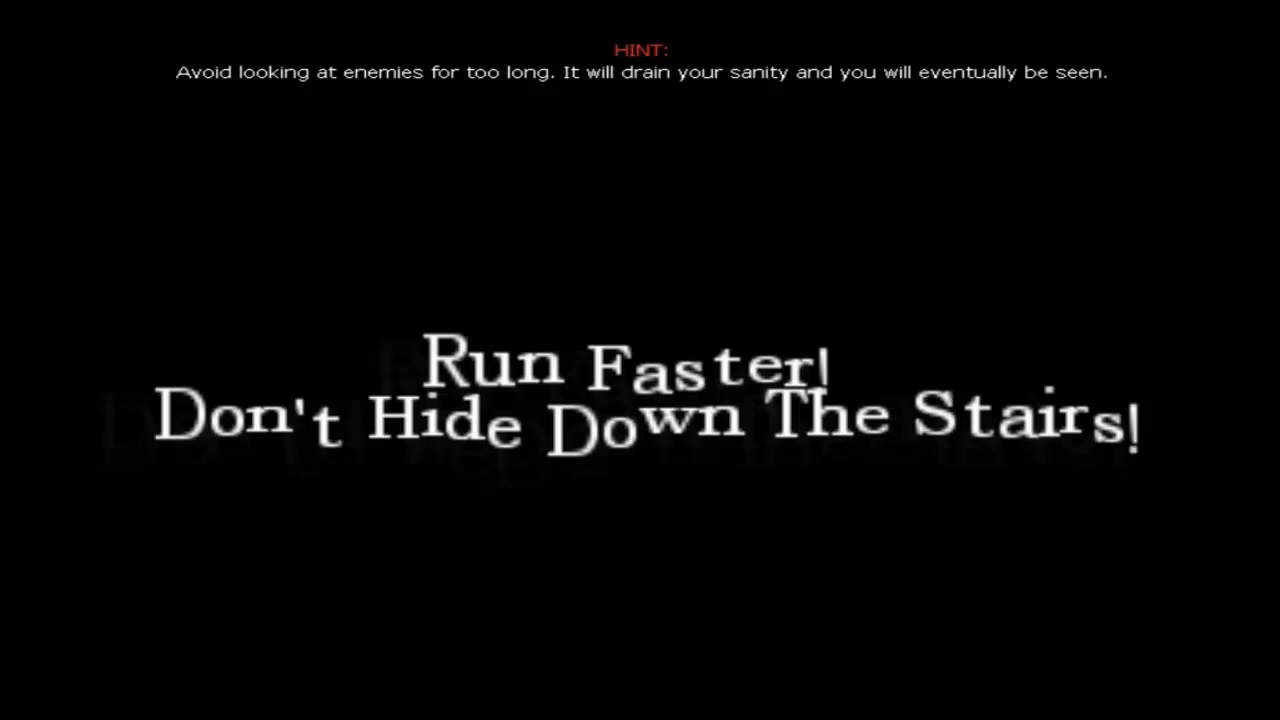 HINT:
Avoid looking at enemies for too long. It will drain your sanity and you will eventually be seen.
Run Faster!
Don't Hide Down The Stairs!